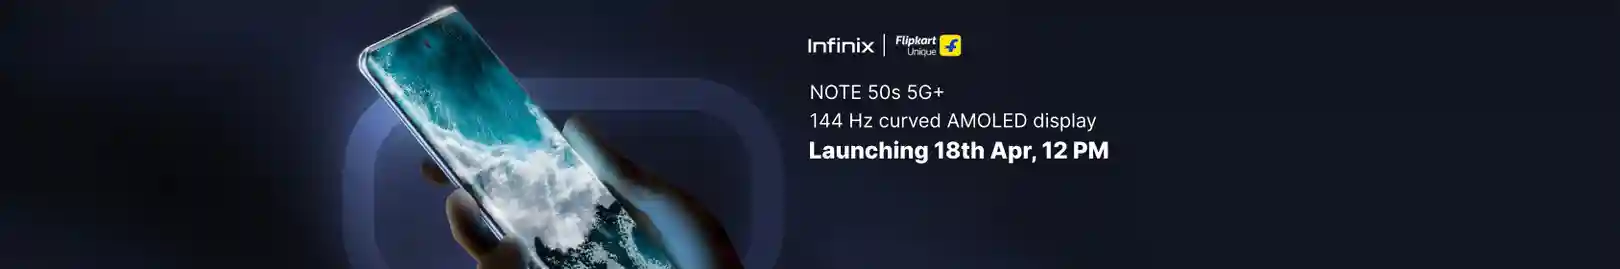 Infinix | Flipkart Unique
NOTE 50s 5G+
144 Hz curved AMOLED display
Launching 18th Apr, 12 PM